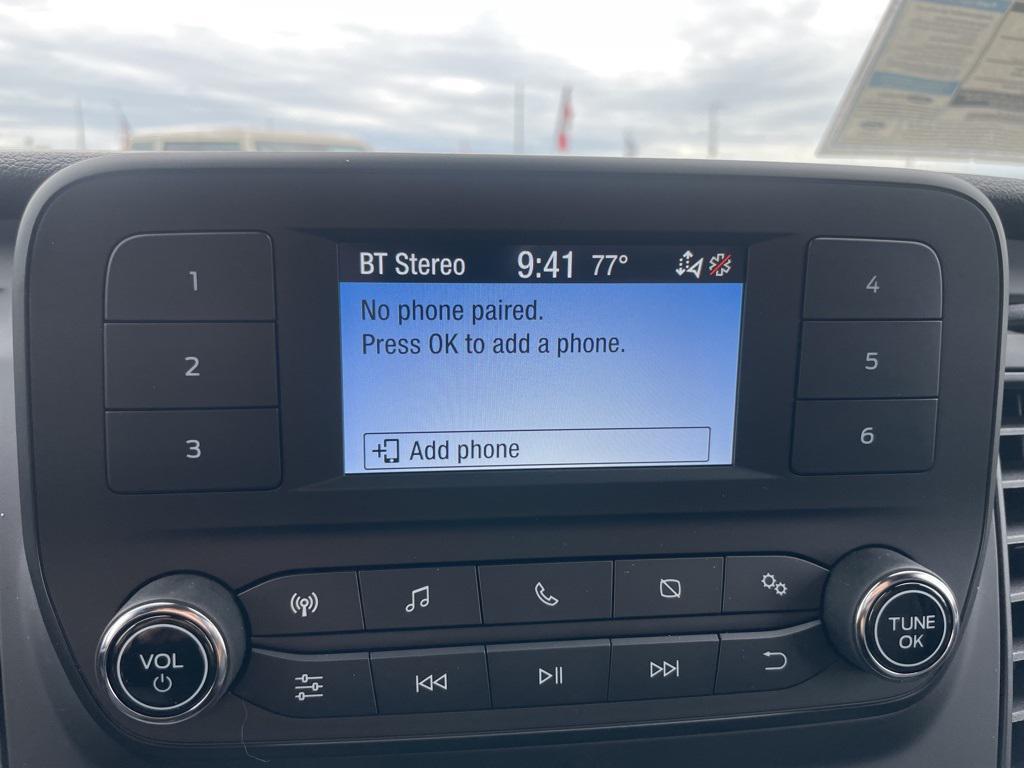 BT Stereo 9:41 77°
No phone paired.
Press OK to add a phone.
Add phone
1
2
3
4
5
6
VOL
TUNE
OK